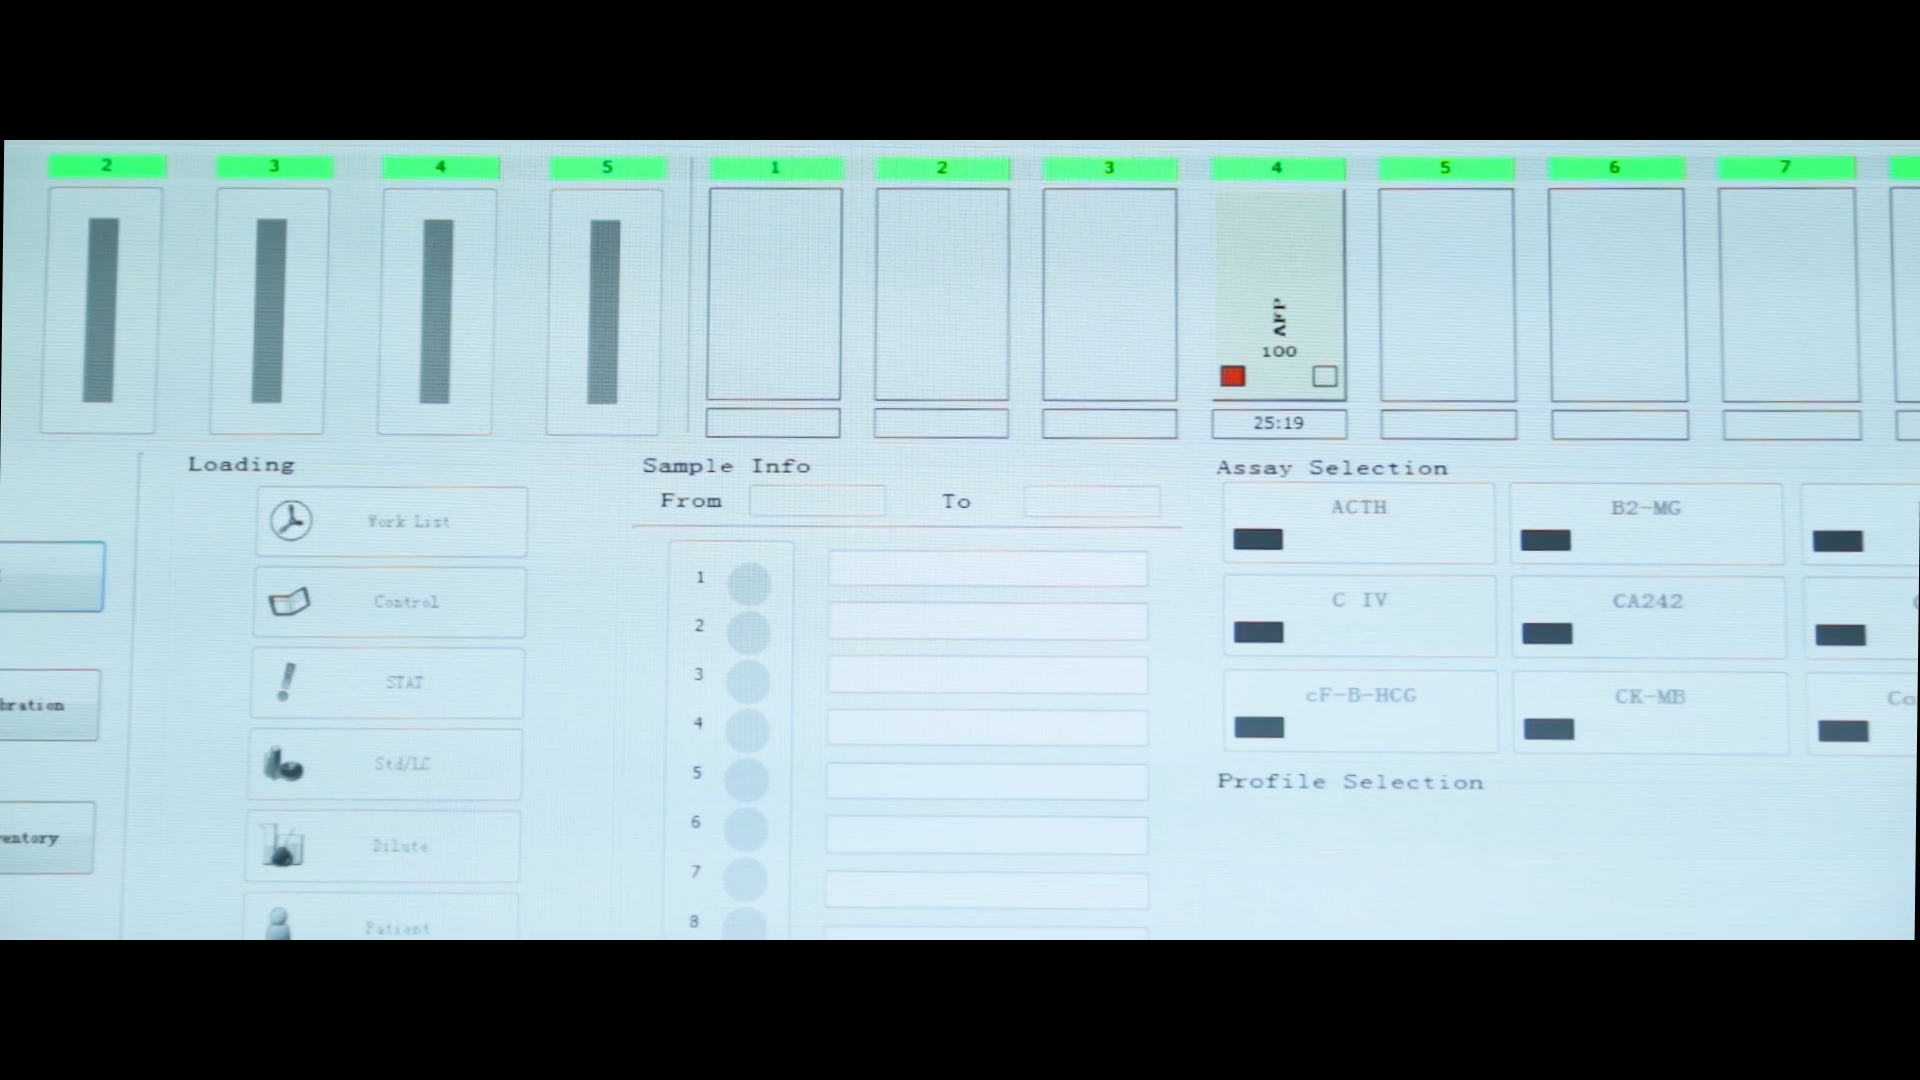 2 3 4 5 1 2 3 4 5 6 7
AFP
100
25:19
Loading
Sample Info
Assay Selection
From To
ACTH B2-MG
Work List
1
Control
C IV CA242
2
STAT
3
cF-B-HCG CK-MB Co
bration
4
Std/LC
5
Profile Selection
6
entory
Dilute
7
8
Patient